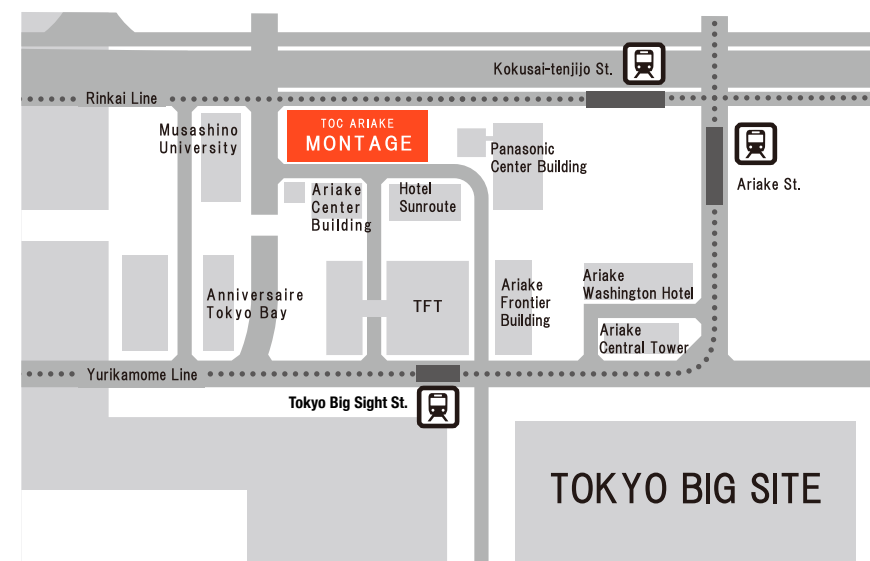 Kokusai-tenjijo St.
Rinkai Line
TOC ARIAKE
MONTAGE
Musashino
University
Panasonic
Center Building
Ariake St.
Ariake
Center
Building
Hotel
Sunroute
Anniversaire
Tokyo Bay
TFT
Ariake
Frontier
Building
Ariake
Washington Hotel
Ariake
Central Tower
Yurikamome Line
Tokyo Big Sight St.
TOKYO BIG SITE